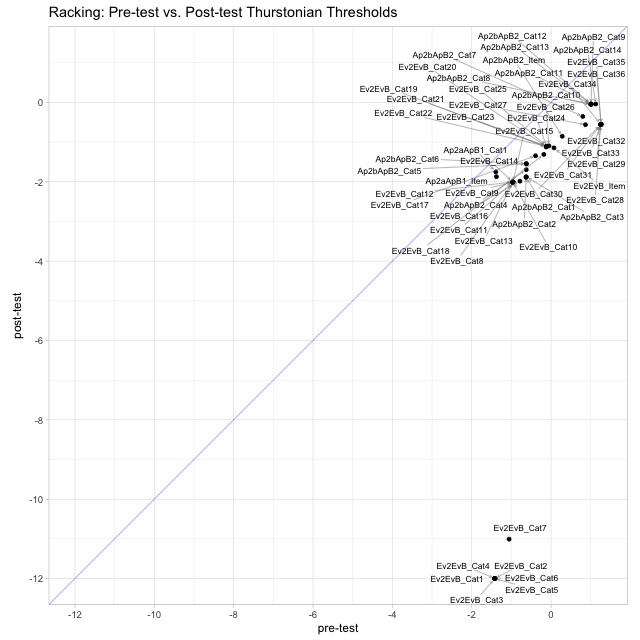 Racking: Pre-test vs. Post-test Thurstonian Thresholds
Ap2bApB2_Cat12
Ap2bApB2_Cat9
Ap2bApB2_Cat13
Ap2bApB2_Cat14
Ap2bApB2_Cat7
Ap2bApB2_Item
Ev2EvB_Cat35
Ev2EvB_Cat20
Ap2bApB2_Cat11
Ev2EvB_Cat36
Ap2bApB2_Cat8
Ev2EvB_Cat34
Ev2EvB_Cat19
Ev2EvB_Cat25
Ap2bApB2_Cat10
Ev2EvB_Cat21
Ev2EvB_Cat27
Ev2EvB_Cat26
Ev2EvB_Cat22
Ev2EvB_Cat23
Ev2EvB_Cat24
Ev2EvB_Cat15
Ev2EvB_Cat32
Ap2aApB1_Cat1
Ev2EvB_Cat33
Ap2bApB2_Cat6
Ev2EvB_Cat14
Ev2EvB_Cat29
Ap2bApB2_Cat5
Ev2EvB_Cat31
Ap2aApB1_Item
Ev2EvB_Item
Ev2EvB_Cat12
Ev2EvB_Cat9
Ev2EvB_Cat30
Ev2EvB_Cat28
Ev2EvB_Cat17
Ap2bApB2_Cat4
Ap2bApB2_Cat1
Ev2EvB_Cat16
Ap2bApB2_Cat3
Ap2bApB2_Cat2
Ev2EvB_Cat11
Ev2EvB_Cat13
Ev2EvB_Cat10
Ev2EvB_Cat18
Ev2EvB_Cat8
Ev2EvB_Cat7
Ev2EvB_Cat4
Ev2EvB_Cat2
Ev2EvB_Cat1
Ev2EvB_Cat6
Ev2EvB_Cat5
Ev2EvB_Cat3
0
-2
-4
-6
-8
-10
-12
post-test
-12 -10 -8 -6 -4 -2 0
pre-test